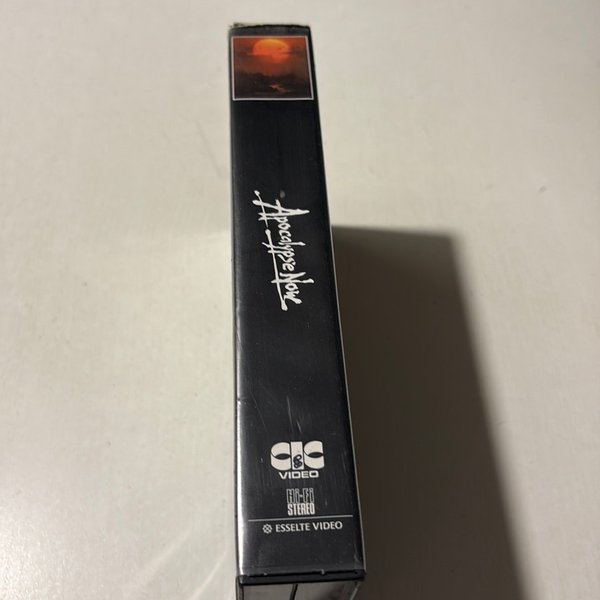 Apocalypse Now
CIC
VIDEO
Hi-Fi
STEREO
ESSELTE VIDEO